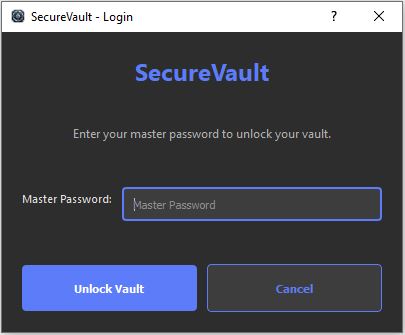 SecureVault - Login
?
SecureVault
Enter your master password to unlock your vault.
Master Password:
Master Password
Unlock Vault
Cancel